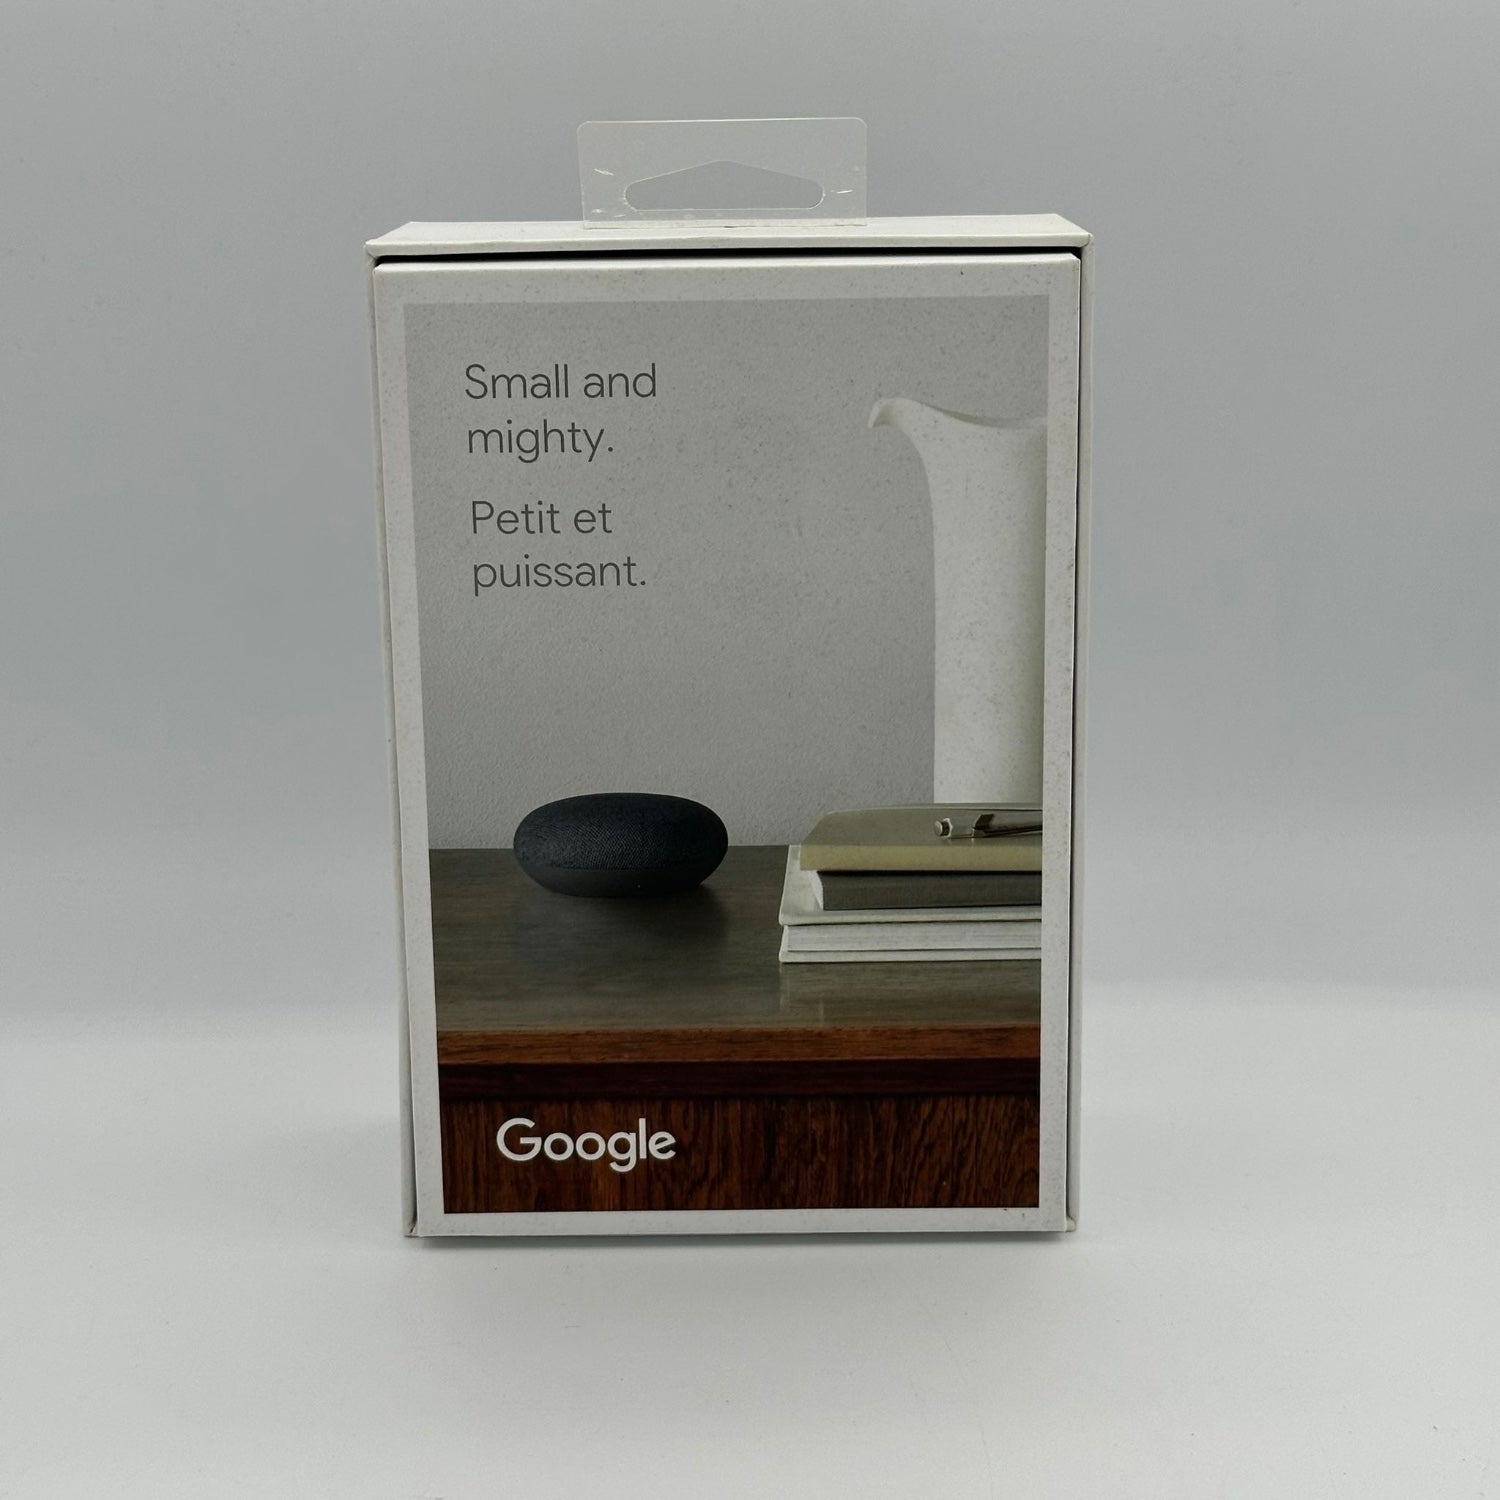 Small and
mighty.
Petit et
puissant.
Google